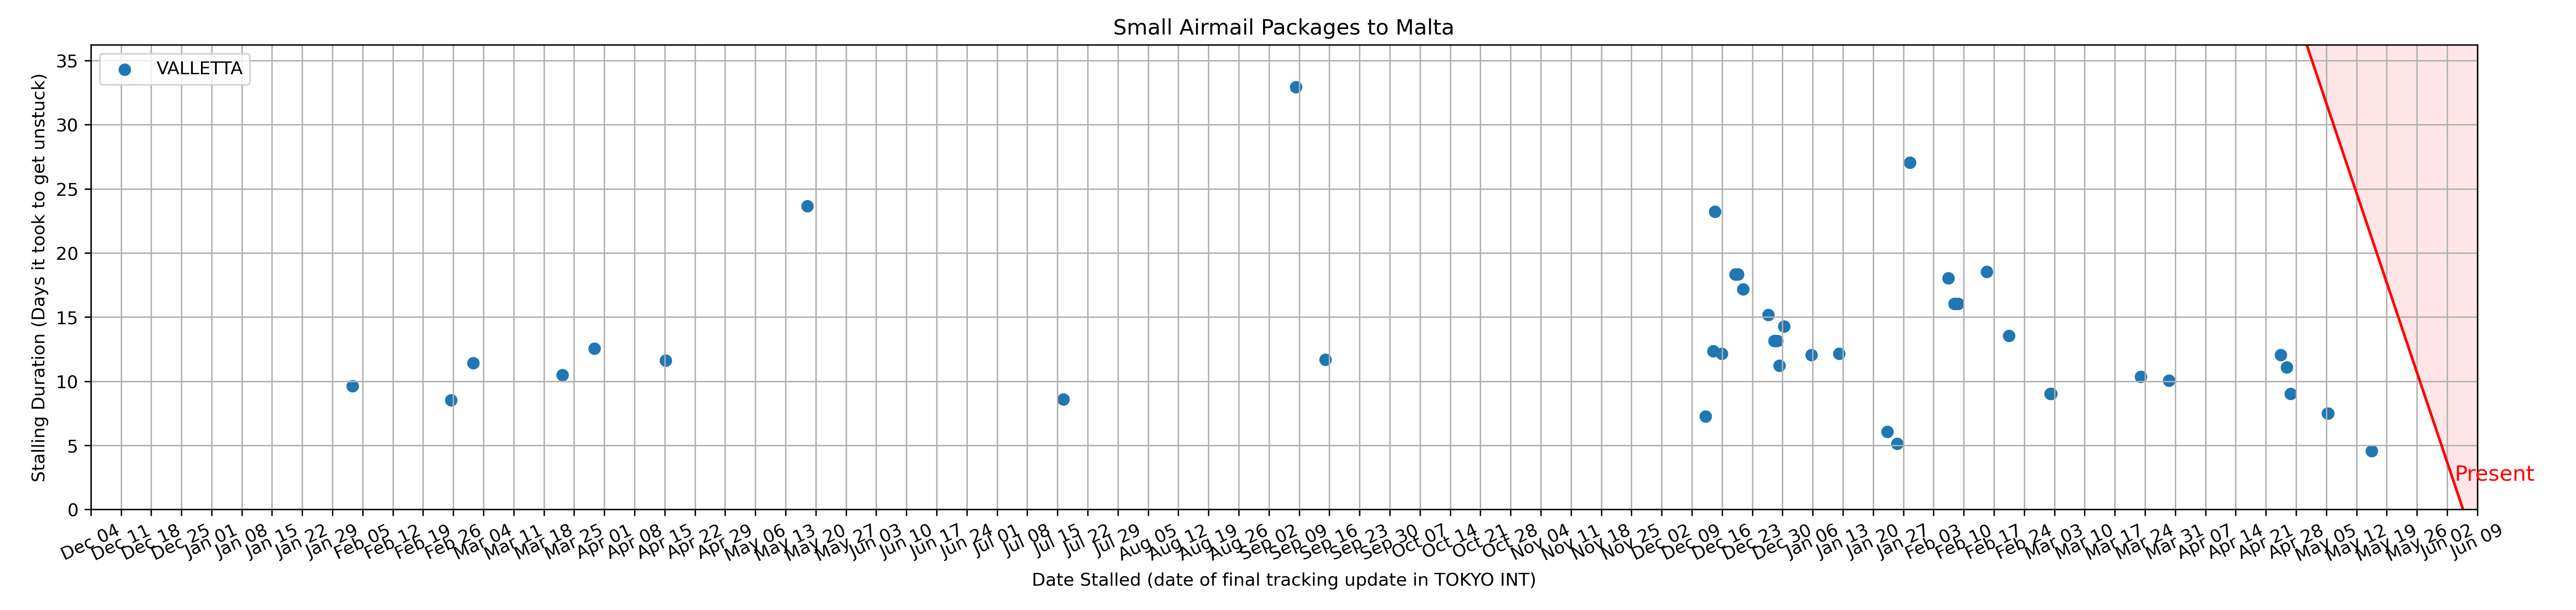 Small Airmail Packages to Malta
VALLETTA
Stalling Duration (Days it took to get unstuck)
35
30
25
20
15
10
5
0
Present
Dec 04
Dec 11
Dec 18
Dec 25
Jan 01
Jan 08
Jan 15
Jan 22
Jan 29
Feb 05
Feb 12
Feb 19
Feb 26
Mar 04
Mar 11
Mar 18
Mar 25
Apr 01
Apr 08
Apr 15
Apr 22
Apr 29
May 06
May 13
May 20
May 27
Jun 03
Jun 10
Jun 17
Jun 24
Jul 01
Jul 08
Jul 15
Jul 22
Jul 29
Aug 05
Aug 12
Aug 19
Aug 26
Sep 02
Sep 09
Sep 16
Sep 23
Sep 30
Oct 07
Oct 14
Oct 21
Oct 28
Nov 04
Nov 11
Nov 18
Nov 25
Dec 02
Dec 09
Dec 16
Dec 23
Dec 30
Jan 06
Jan 13
Jan 20
Jan 27
Feb 03
Feb 10
Feb 17
Feb 24
Mar 03
Mar 10
Mar 17
Mar 24
Mar 31
Apr 07
Apr 14
Apr 21
Apr 28
May 05
May 12
May 19
May 26
Jun 02
Jun 09
Date Stalled (date of final tracking update in TOKYO INT)